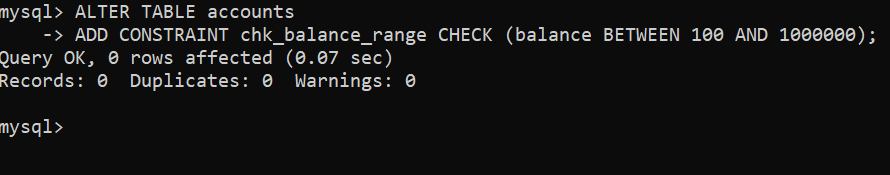 mysql> ALTER TABLE accounts
    -> ADD CONSTRAINT chk_balance_range CHECK (balance BETWEEN 100 AND 1000000);
Query OK, 0 rows affected (0.07 sec)
Records: 0  Duplicates: 0  Warnings: 0
mysql>